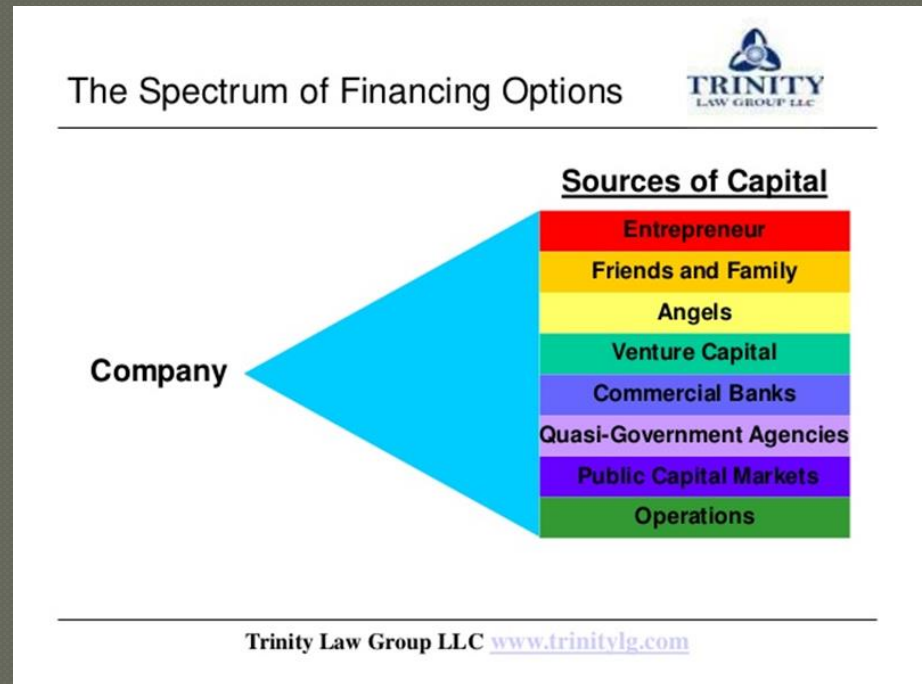 The Spectrum of Financing Options
TRINITY
LAW GROUP LLC
Sources of Capital
Entrepreneur
Friends and Family
Angels
Venture Capital
Company
Commercial Banks
Quasi-Government Agencies
Public Capital Markets
Operations
Trinity Law Group LLC www.trinitylg.com